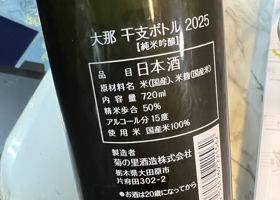 大那 干支ボトル 2025
【純米吟醸】
品目 日本酒
原材料名 米(国産)、米麹(国産米)
内容量 720ml
精米歩合 50%
アルコール分 15度
使用米 国産米100%
製造者
菊の里酒造株式会社
栃木県大田原市
片府田302-2
●お酒は20歳になってから